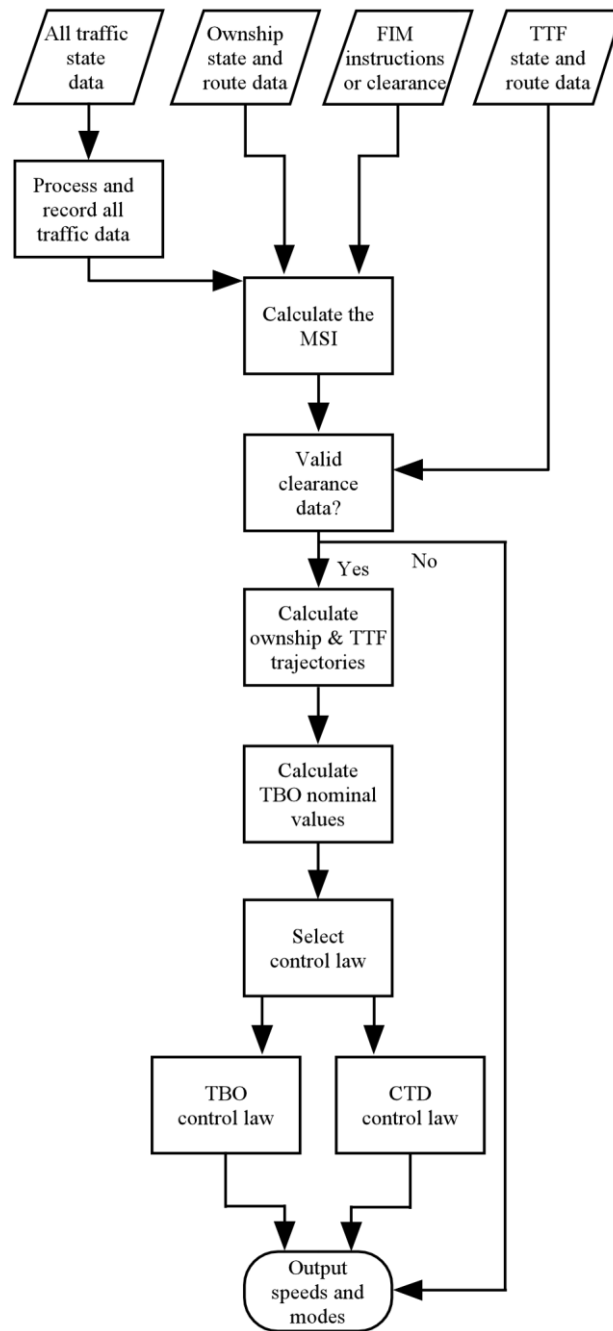 All traffic
state
data
Ownship
state and
route data
FIM
instructions
or clearance
TTF
state and
route data
Process and
record all
traffic data
Calculate the
MSI
Valid
clearance
data?
Yes
No
Calculate
ownship & TTF
trajectories
Calculate
TBO nominal
values
Select
control law
TBO
control law
CTD
control law
Output
speeds and
modes